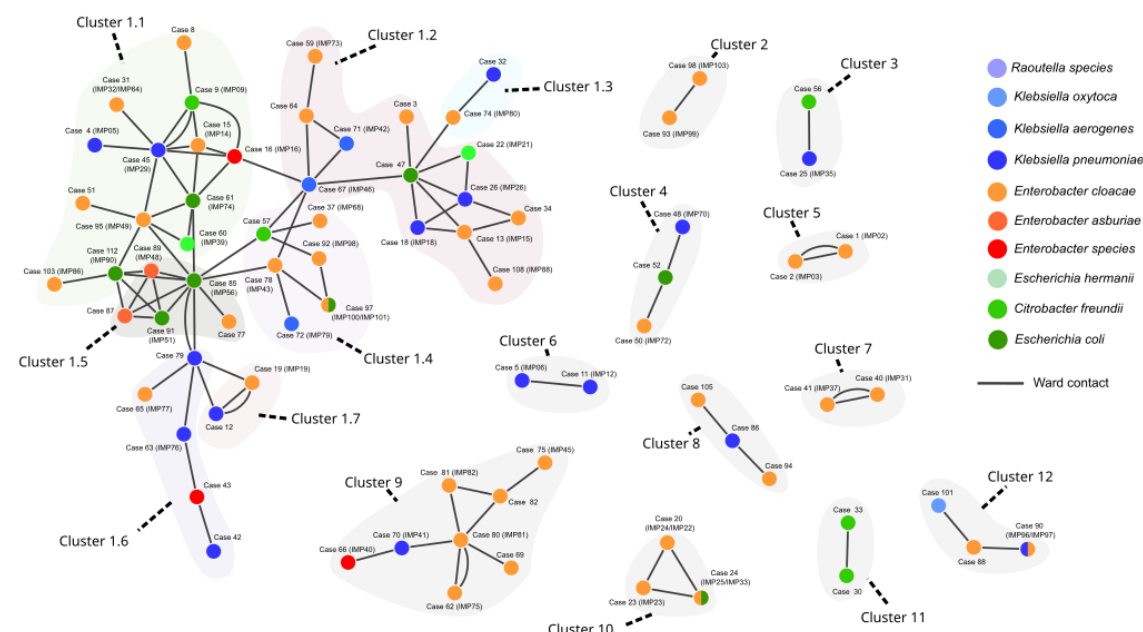 Cluster 1.1
Case 8
Case 59 (IMP73)
Cluster 1.2
Cluster 2
Case 98 (IMP103)
Case 93 (IMP99)
Cluster 3
Case 56
Case 25 (IMP35)
Case 31
(IMP32/IMP64)
Case 9 (IMP09)
Case 32
Cluster 1.3
Case 74 (IMP80)
Case 64
Case 3
Case 4 (IMP05)
Case 15
(IMP14)
Case 71 (IMP42)
Case 45
(IMP29)
Case 16 (IMP16)
Case 22 (IMP21)
Case 47
Case 67 (IMP46)
Case 26 (IMP26)
Case 51
Case 61
(IMP74)
Case 37 (IMP68)
Case 34
Case 95 (IMP49)
Case 57
Case 18 (IMP18)
Case 13 (IMP15)
Case 60
(IMP39)
Case 92 (IMP98)
Case 112
(IMP90)
Case 89
(IMP48)
Case 103 (IMP86)
Case 85
(IMP56)
Case 78
(IMP43)
Case 108 (IMP88)
Case 87
Case 91
(IMP51)
Case 77
Case 97
(IMP100/IMP101)
Case 72 (IMP79)
Cluster 1.5
Cluster 1.4
Case 79
Case 19 (IMP19)
Case 65 (IMP77)
Case 12
Cluster 1.7
Case 63 (IMP76)
Case 43
Case 42
Cluster 1.6
Cluster 4
Case 48 (IMP70)
Case 52
Case 50 (IMP72)
Cluster 5
Case 1 (IMP02)
Case 2 (IMP03)
Cluster 6
Case 5 (IMP06)
Case 11 (IMP12)
Cluster 7
Case 41 (IMP37)
Case 40 (IMP31)
Case 105
Case 86
Cluster 8
Case 94
Cluster 9
Case 75 (IMP45)
Case 81 (IMP82)
Case 82
Case 70 (IMP41)
Case 80 (IMP81)
Case 66 (IMP40)
Case 69
Case 62 (IMP75)
Case 20
(IMP24/IMP22)
Case 24
(IMP25/IMP33)
Case 23 (IMP23)
Cluster 10
Case 33
Case 30
Cluster 11
Cluster 12
Case 101
Case 90
(IMP96/IMP97)
Case 88
Raoutella species
Klebsiella oxytoca
Klebsiella aerogenes
Klebsiella pneumoniae
Enterobacter cloacae
Enterobacter asburiae
Enterobacter species
Escherichia hermanii
Citrobacter freundii
Escherichia coli
Ward contact